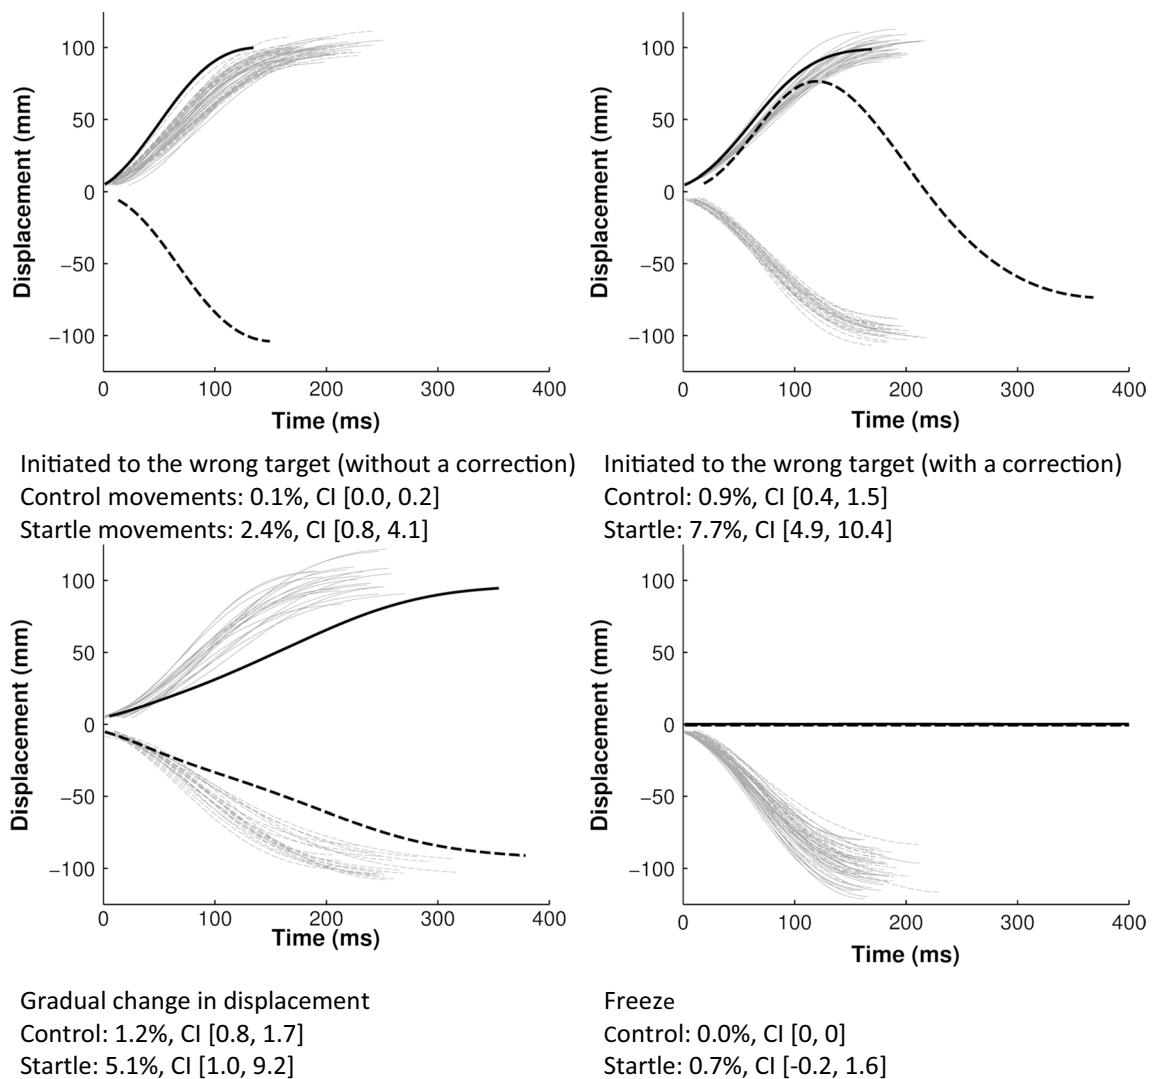 100
50
0
−50
−100
Displacement (mm)
0 100 200 300 400
Time (ms)
100
50
0
−50
−100
Displacement (mm)
0 100 200 300 400
Time (ms)
Initiated to the wrong target (without a correction)
Control movements: 0.1%, CI [0.0, 0.2]
Startle movements: 2.4%, CI [0.8, 4.1]
Initiated to the wrong target (with a correction)
Control: 0.9%, CI [0.4, 1.5]
Startle: 7.7%, CI [4.9, 10.4]
100
50
0
−50
−100
Displacement (mm)
0 100 200 300 400
Time (ms)
100
50
0
−50
−100
Displacement (mm)
0 100 200 300 400
Time (ms)
Gradual change in displacement
Control: 1.2%, CI [0.8, 1.7]
Startle: 5.1%, CI [1.0, 9.2]
Freeze
Control: 0.0%, CI [0, 0]
Startle: 0.7%, CI [-0.2, 1.6]